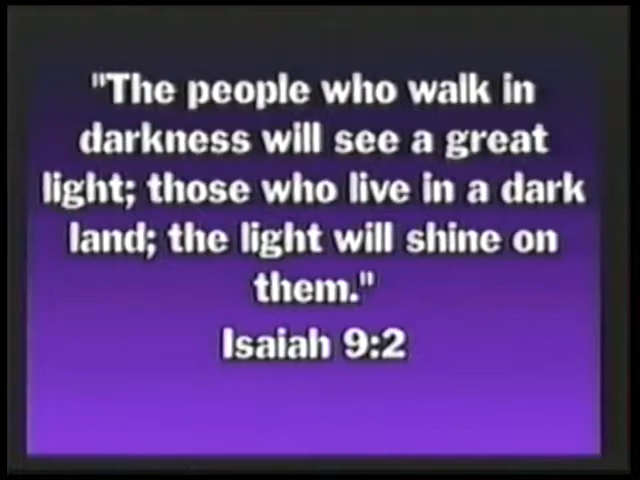 "The people who walk in
darkness will see a great
light; those who live in a dark
land; the light will shine on
them."
Isaiah 9:2